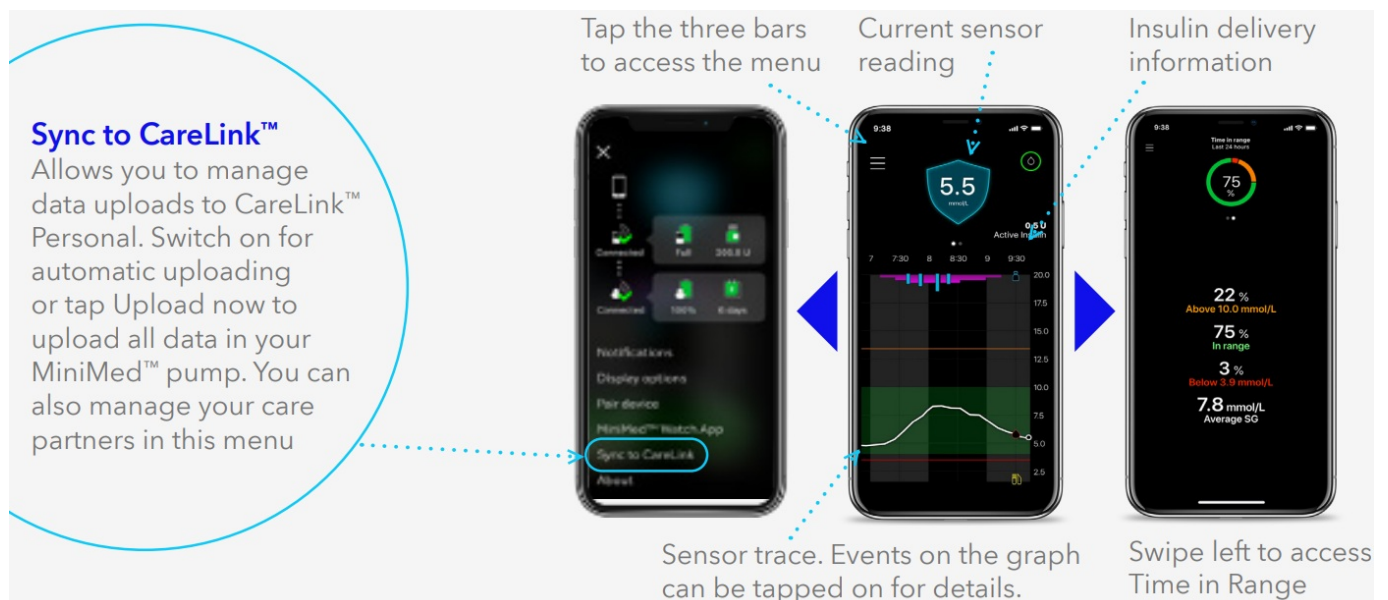 Tap the three bars
to access the menu
Current sensor
reading
Insulin delivery
information
Sync to CareLink™
Allows you to manage
data uploads to CareLink™
Personal. Switch on for
automatic uploading
or tap Upload now to
upload all data in your
MiniMed™ pump. You can
also manage your care
partners in this menu
Connected
Full
200.0 U
Connected
100%
6 days
Notifications
Display options
Pair device
MiniMed™ Watch App
Sync to CareLink
About
9:38
5.5
mmol/L
0.5 U
Active Insulin
7 7:30 8 8:30 9 9:30
20.0
17.5
15.0
12.5
10.0
7.5
5.0
2.5
9:38
Time in range
Last 24 hours
75
%
22 %
Above 10.0 mmol/L
75 %
In range
3 %
Below 3.9 mmol/L
7.8 mmol/L
Average SG
Sensor trace. Events on the graph
can be tapped on for details.
Swipe left to access
Time in Range